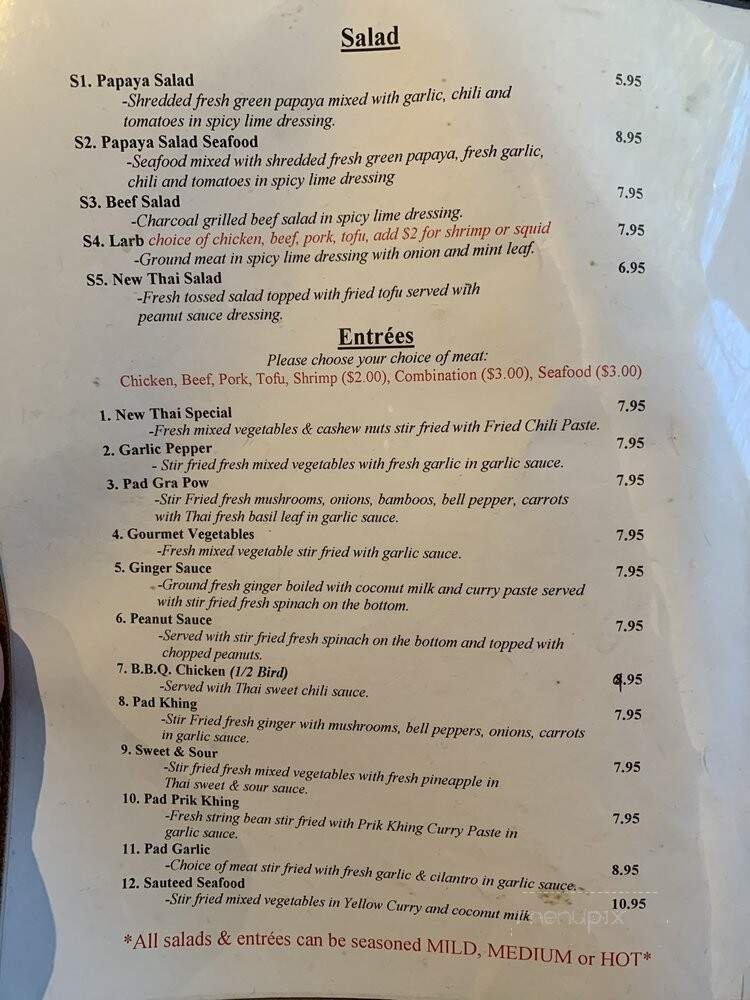 Salad
S1. Papaya Salad 5.95
-Shredded fresh green papaya mixed with garlic, chili and
tomatoes in spicy lime dressing.
S2. Papaya Salad Seafood 8.95
-Seafood mixed with shredded fresh green papaya, fresh garlic,
chili and tomatoes in spicy lime dressing
S3. Beef Salad 7.95
-Charcoal grilled beef salad in spicy lime dressing.
S4. Larb choice of chicken, beef, pork, tofu, add $2 for shrimp or squid 7.95
-Ground meat in spicy lime dressing with onion and mint leaf.
S5. New Thai Salad 6.95
-Fresh tossed salad topped with fried tofu served with
peanut sauce dressing.
Entrées
Please choose your choice of meat:
Chicken, Beef, Pork, Tofu, Shrimp ($2.00), Combination ($3.00), Seafood ($3.00)
1. New Thai Special 7.95
-Fresh mixed vegetables & cashew nuts stir fried with Fried Chili Paste.
2. Garlic Pepper 7.95
- Stir fried fresh mixed vegetables with fresh garlic in garlic sauce.
3. Pad Gra Pow 7.95
-Stir Fried fresh mushrooms, onions, bamboos, bell pepper, carrots
with Thai fresh basil leaf in garlic sauce.
4. Gourmet Vegetables 7.95
-Fresh mixed vegetable stir fried with garlic sauce.
5. Ginger Sauce 7.95
-Ground fresh ginger boiled with coconut milk and curry paste served
with stir fried fresh spinach on the bottom.
6. Peanut Sauce 7.95
-Served with stir fried fresh spinach on the bottom and topped with
chopped peanuts.
7. B.B.Q. Chicken (1/2 Bird) .95
-Served with Thai sweet chili sauce.
8. Pad Khing 7.95
-Stir Fried fresh ginger with mushrooms, bell peppers, onions, carrots
in garlic sauce.
9. Sweet & Sour 7.95
-Stir fried fresh mixed vegetables with fresh pineapple in
Thai sweet & sour sauce.
10. Pad Prik Khing 7.95
-Fresh string bean stir fried with Prik Khing Curry Paste in
garlic sauce.
11. Pad Garlic 8.95
-Choice of meat stir fried with fresh garlic & cilantro in garlic sauce.
12. Sauteed Seafood 10.95
-Stir fried mixed vegetables in Yellow Curry and coconut milk
menupix
*All salads & entrées can be seasoned MILD, MEDIUM or HOT*